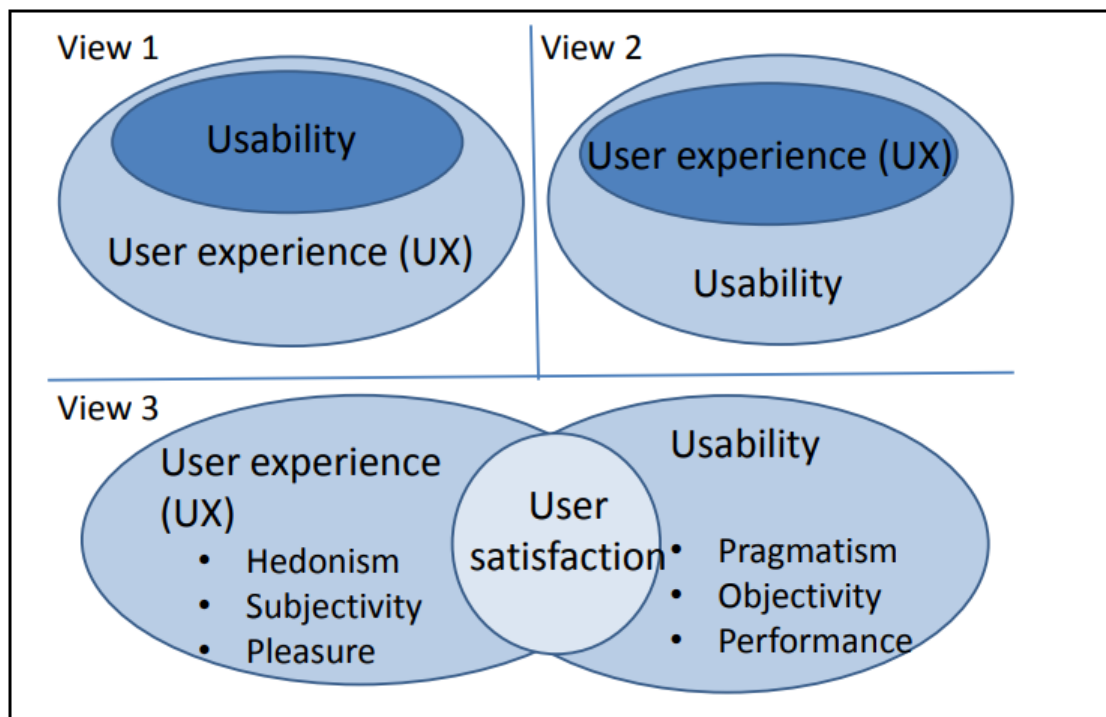 View 1
Usability
User experience (UX)
View 2
User experience (UX)
Usability
View 3
User experience
(UX)
• Hedonism
• Subjectivity
• Pleasure
User
satisfaction
Usability
• Pragmatism
• Objectivity
• Performance